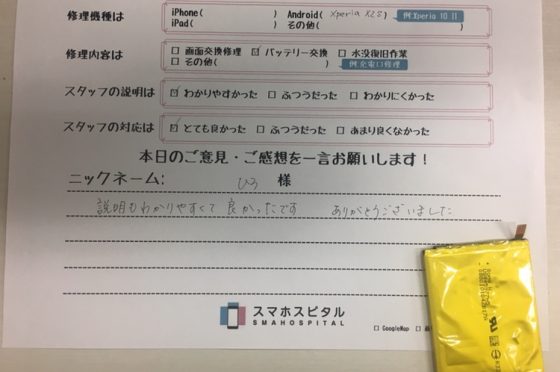 修理機種は
iPhone( ) Android( Xperia XZs ) 例:Xperia 10 II
iPad( ) その他( )
修理内容は
□ 画面交換修理 ☑ バッテリー交換 □ 水没復旧作業
□ その他( ) 例:充電口修理
スタッフの説明は ☑ わかりやすかった □ ふつうだった □ わかりにくかった
スタッフの対応は ☑ とても良かった □ ふつうだった □ あまり良くなかった
本日のご意見・ご感想を一言お願いします!
ニックネーム: ひろ 様
説明もわかりやすくて 良かったです ありがとうございました
スマホスピタル
SMAHOSPITAL
□ GoogleMap □